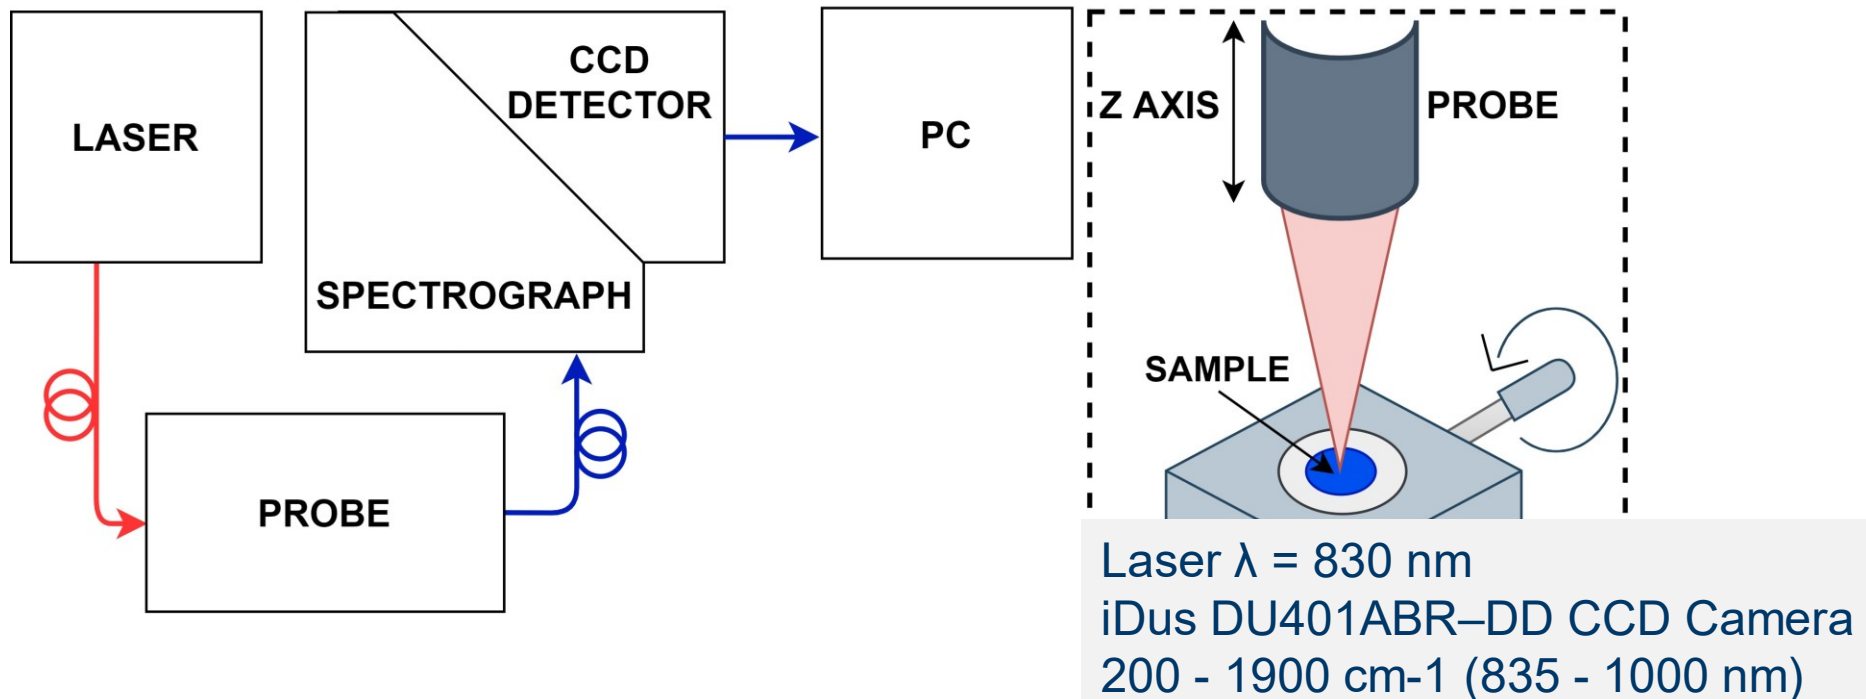 LASER
CCD
DETECTOR
SPECTROGRAPH
PC
PROBE
Z AXIS
PROBE
SAMPLE
Laser λ = 830 nm
iDus DU401ABR–DD CCD Camera
200 - 1900 cm-1 (835 - 1000 nm)